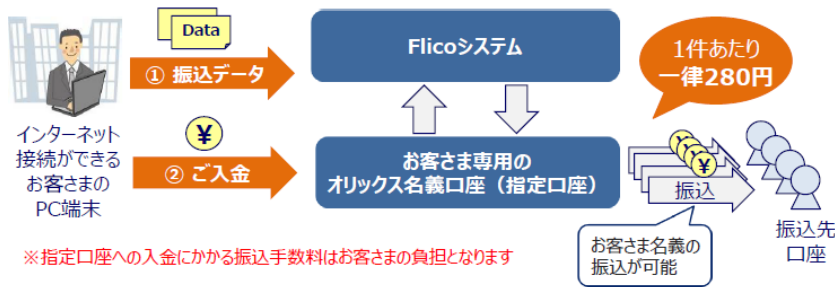 Data
① 振込データ
Flicoシステム
1件あたり
一律280円
インターネット
接続ができる
お客さまの
PC端末
¥
② ご入金
お客さま専用の
オリックス名義口座（指定口座）
¥
振込
お客さま名義の
振込が可能
振込先
口座
※指定口座への入金にかかる振込手数料はお客さまの負担となります